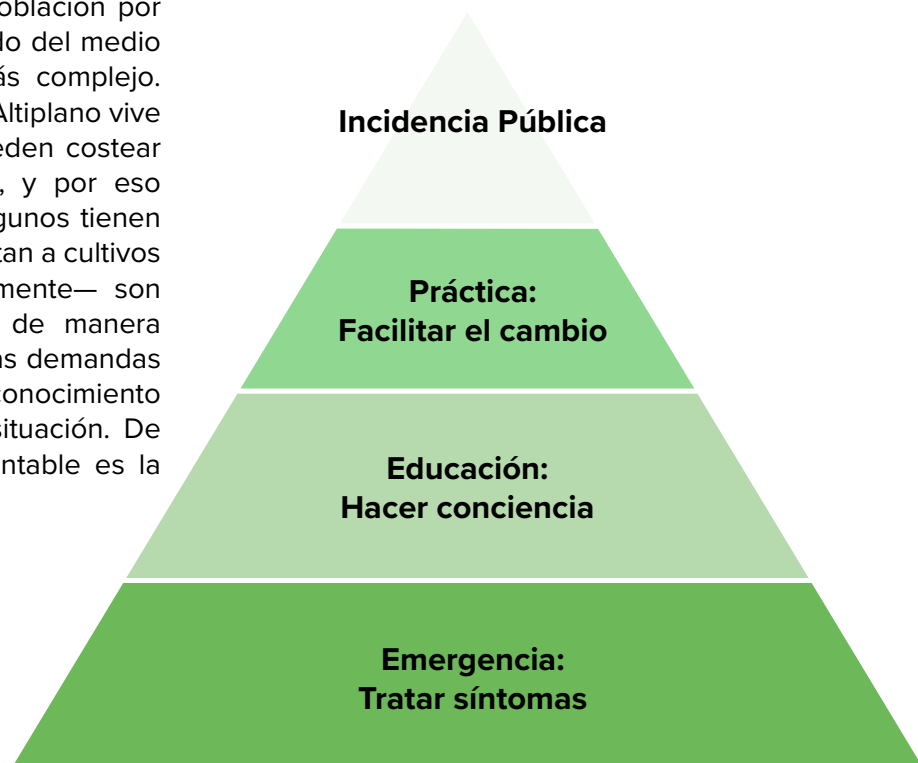 oblación por
do del medio
ás complejo.
Altiplano vive
eden costear
, y por eso
gunos tienen
tan a cultivos
mente— son
de manera
as demandas
conocimiento
situación. De
ntable es la
Incidencia Pública
Práctica:
Facilitar el cambio
Educación:
Hacer conciencia
Emergencia:
Tratar síntomas